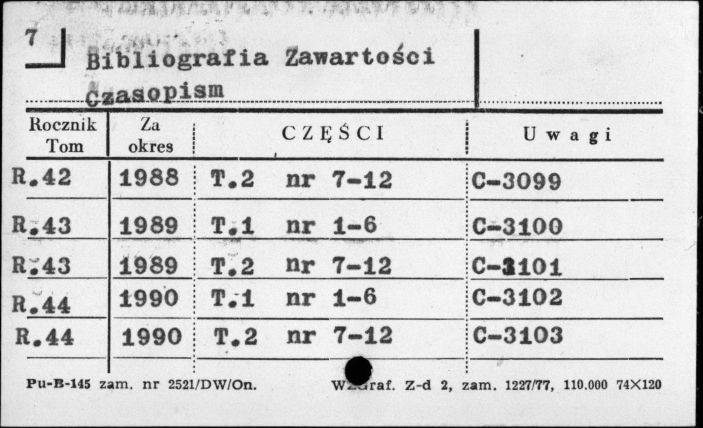 7
Bibliografia Zawartości
Czasopism
Rocznik Tom Za okres CZĘŚCI Uwagi
R.42 1988 T.2 nr 7-12 C-3099
R.43 1989 T.1 nr 1-6 C-3100
R.43 1989 T.2 nr 7-12 C-3101
R.44 1990 T.1 nr 1-6 C-3102
R.44 1990 T.2 nr 7-12 C-3103
Pu-B-145 zam. nr 2521/DW/On. Z-d 2, zam. 1227/77, 110.000 74×120